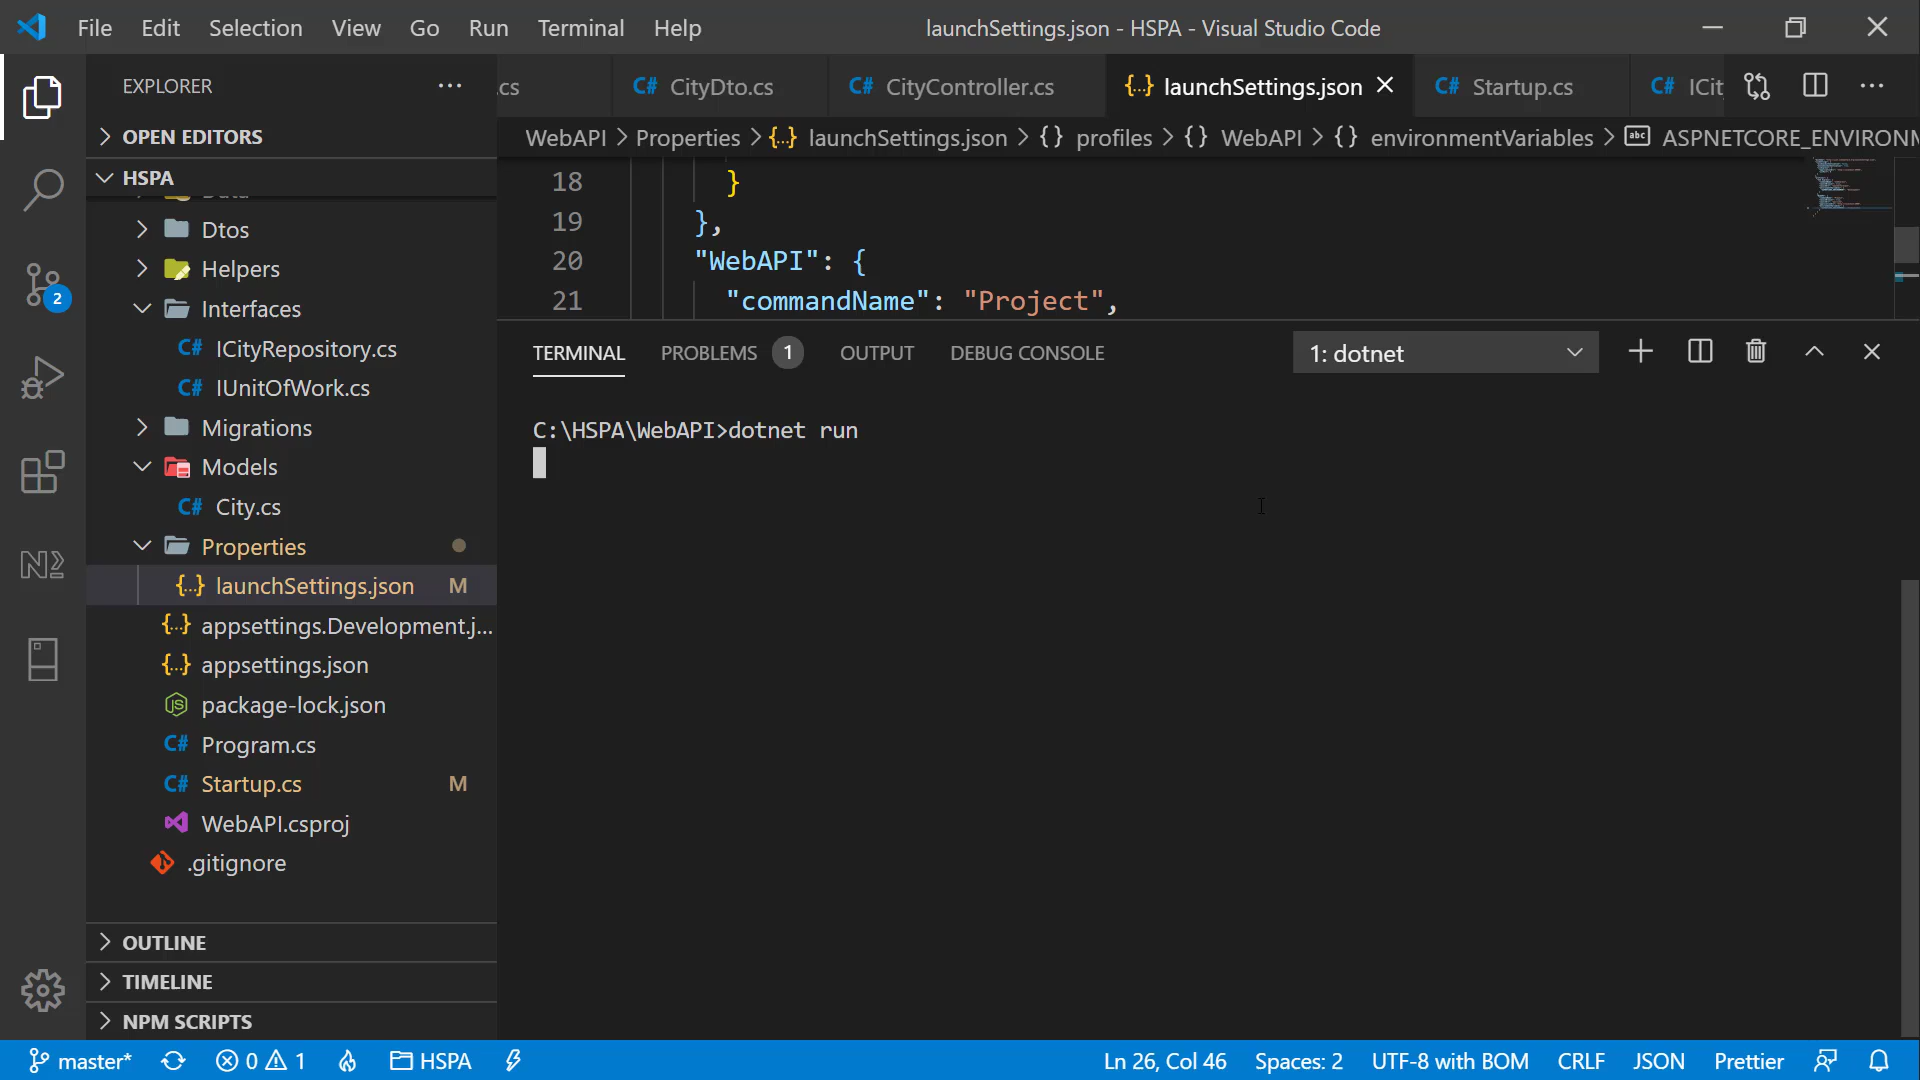 File Edit Selection View Go Run Terminal Help
launchSettings.json - HSPA - Visual Studio Code
EXPLORER
.cs
C# CityDto.cs
C# CityController.cs
{..} launchSettings.json
C# Startup.cs
C# ICit
OPEN EDITORS
WebAPI > Properties > {..} launchSettings.json > {} profiles > {} WebAPI > {} environmentVariables > abc ASPNETCORE_ENVIRONM
HSPA
Dtos
Helpers
Interfaces
C# ICityRepository.cs
C# IUnitOfWork.cs
Migrations
Models
C# City.cs
Properties
{..} launchSettings.json M
{..} appsettings.Development.j...
{..} appsettings.json
package-lock.json
C# Program.cs
C# Startup.cs M
WebAPI.csproj
.gitignore
OUTLINE
TIMELINE
NPM SCRIPTS
18 }
19 },
20 "WebAPI": {
21 "commandName": "Project",
TERMINAL PROBLEMS 1 OUTPUT DEBUG CONSOLE
1: dotnet
C:\HSPA\WebAPI>dotnet run
2
master* 0 1 HSPA
Ln 26, Col 46 Spaces: 2 UTF-8 with BOM CRLF JSON Prettier